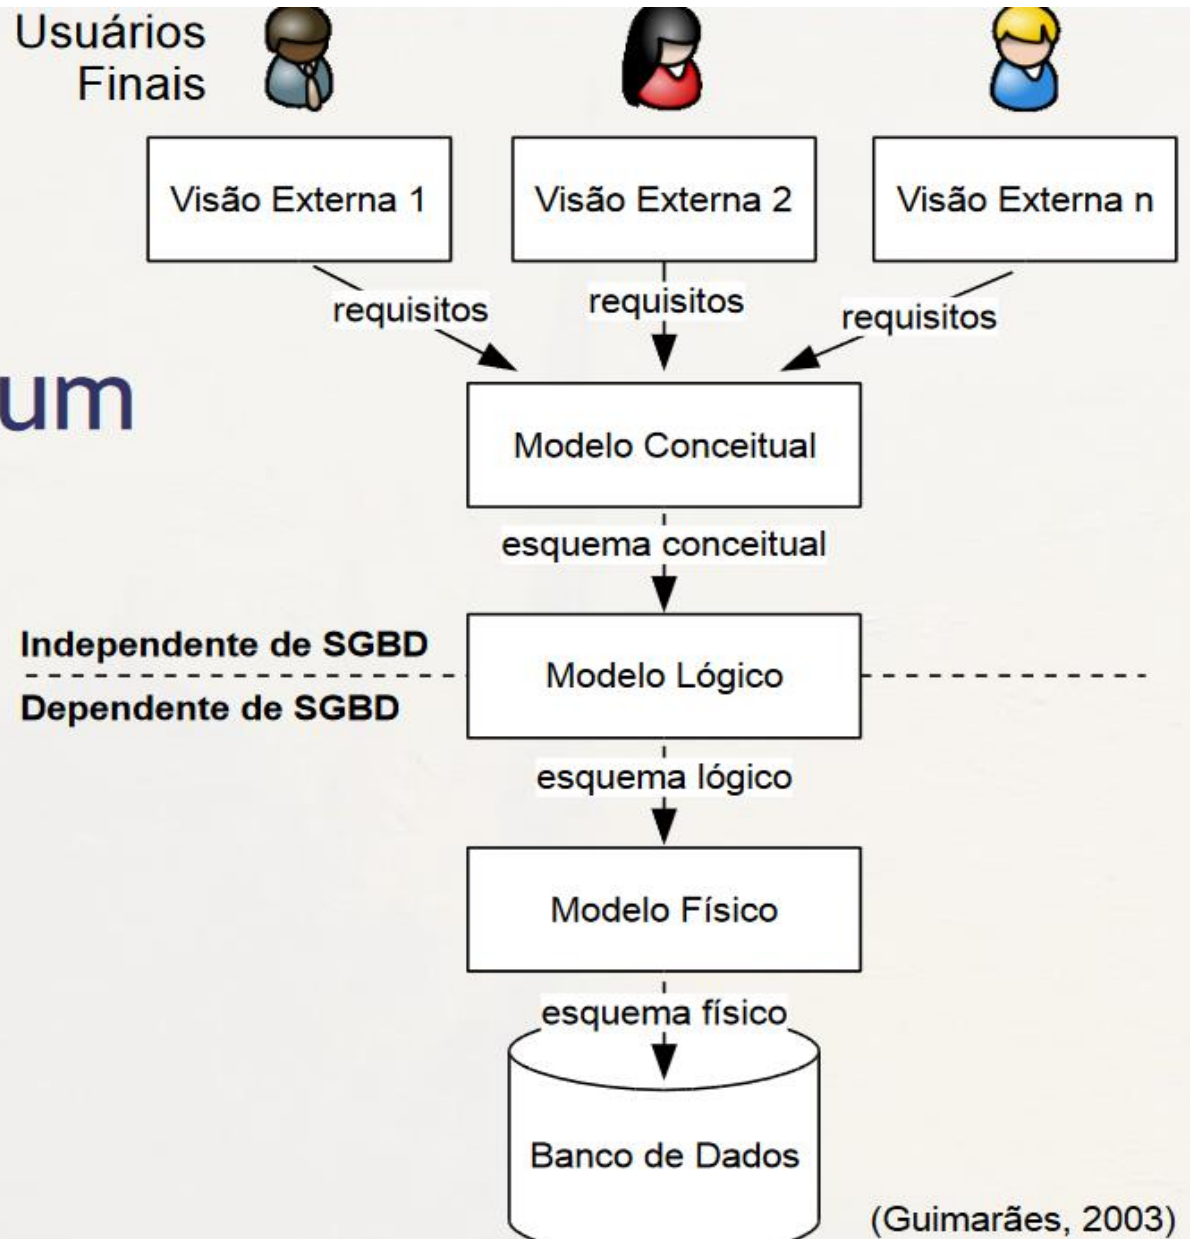 Usuários
Finais
Visão Externa 1
Visão Externa 2
Visão Externa n
requisitos
requisitos
requisitos
um
Modelo Conceitual
esquema conceitual
Independente de SGBD
Modelo Lógico
Dependente de SGBD
esquema lógico
Modelo Físico
esquema físico
Banco de Dados
(Guimarães, 2003)